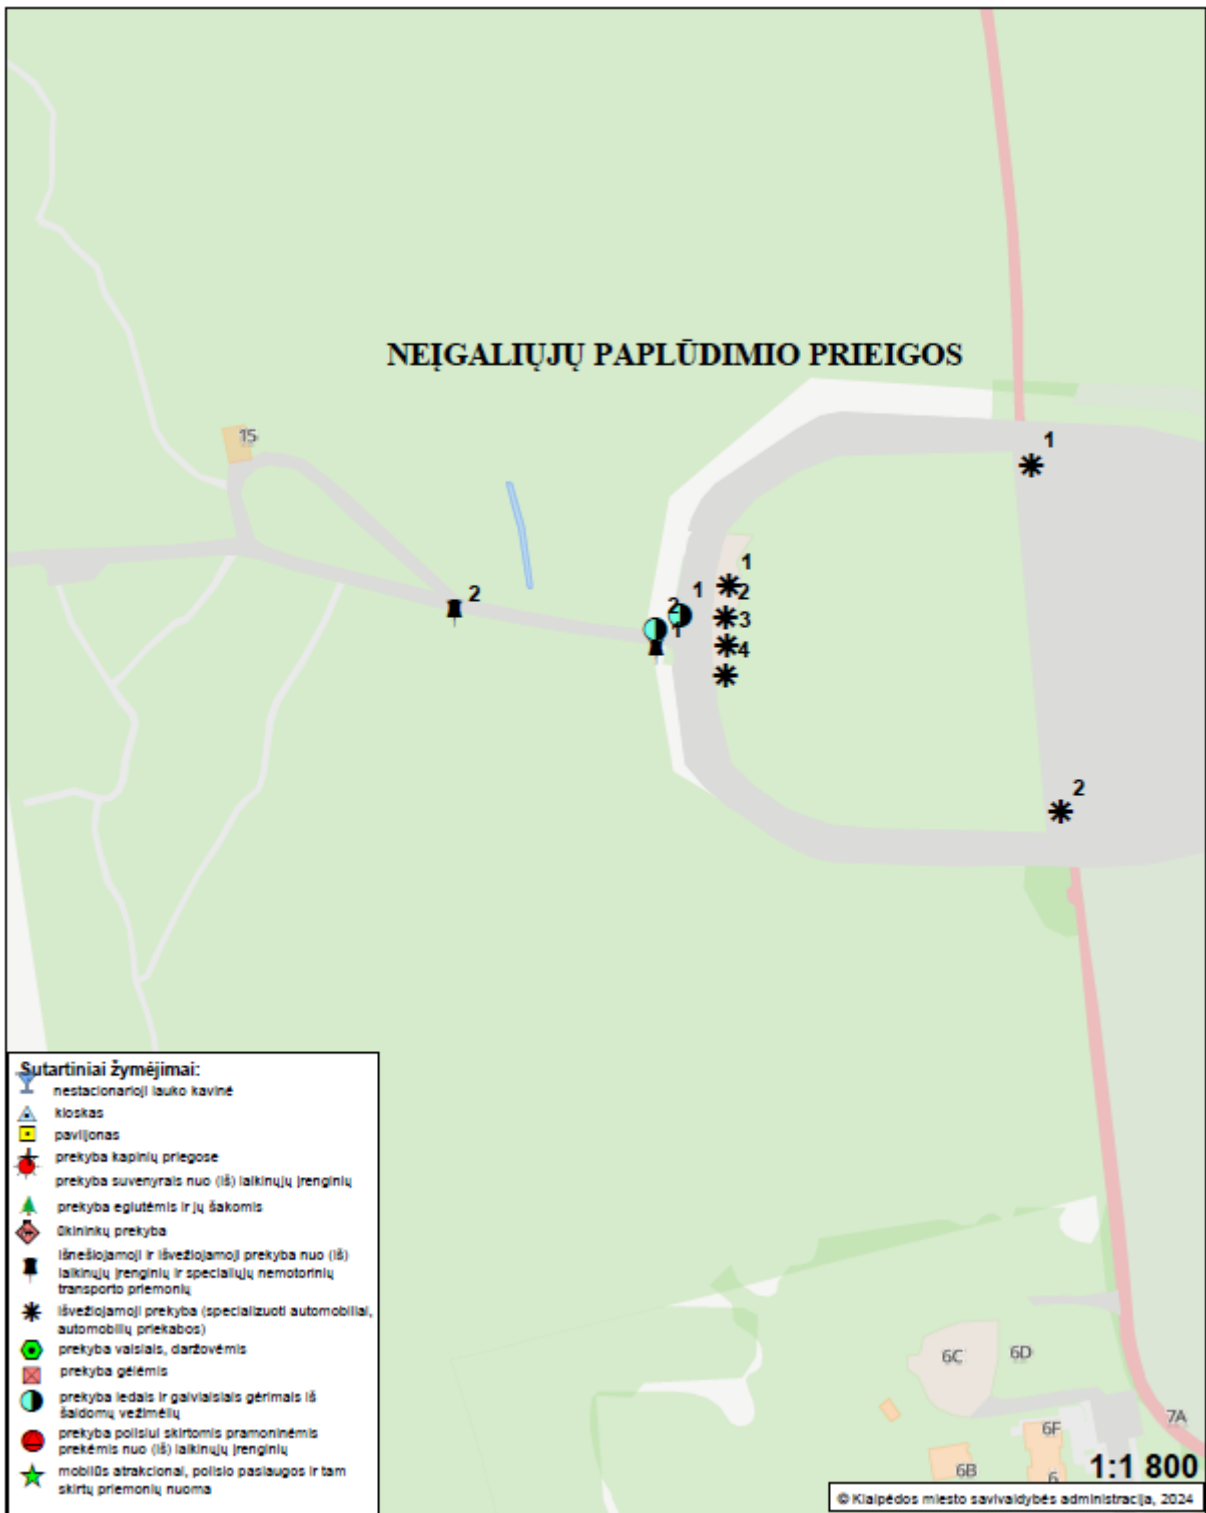 NEĮGALIŲJŲ PAPLŪDIMIO PRIEIGOS
15
1
1
2
1
2
2
3
1
4
2
Sutartiniai žymėjimai:
nestacionarioji lauko kavinė
kioskas
paviljonas
prekyba kapinių priegose
prekyba suvenyrais nuo (iš) laikinųjų įrenginių
prekyba eglutėmis ir jų šakomis
ūkininkų prekyba
išnešiojamoji ir išvežiojamoji prekyba nuo (iš)
laikinųjų įrenginių ir specialiųjų nemotorinių
transporto priemonių
išvežiojamoji prekyba (specializuoti automobiliai,
automobilių priekabos)
prekyba vaisiais, daržovėmis
prekyba gėlėmis
prekyba ledais ir gaiviaisiais gėrimais iš
šaldomų vežimėlių
prekyba poilsiui skirtomis pramoninėmis
prekėmis nuo (iš) laikinųjų įrenginių
mobilūs atrakcionai, poilsio paslaugos ir tam
skirtų priemonių nuoma
6C
6D
7A
6F
6B
6
1:1 800
© Klaipėdos miesto savivaldybės administracija, 2024